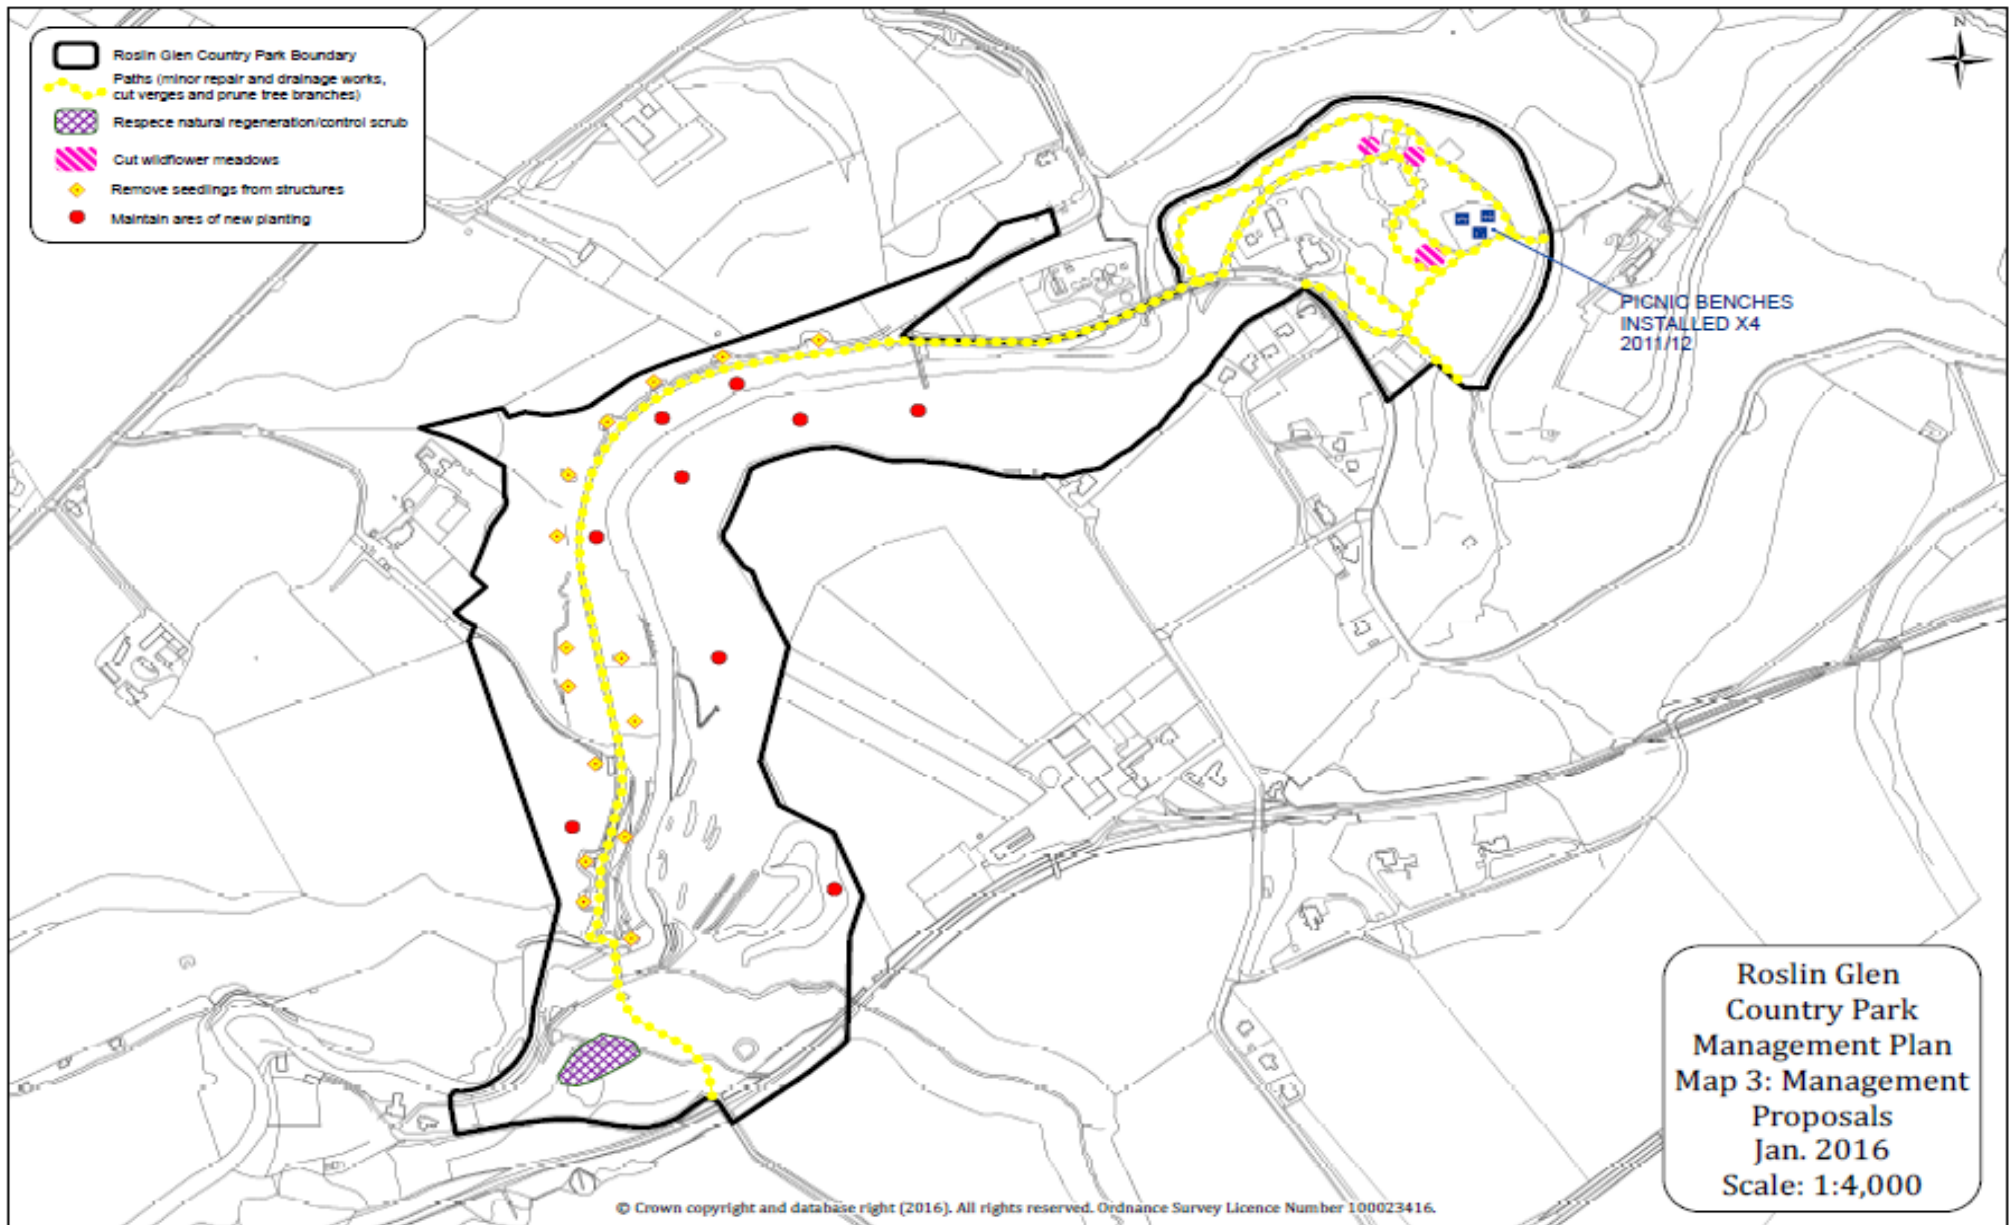 Roslin Glen Country Park Boundary
Paths (minor repair and drainage works,
cut verges and prune tree branches)
Respece natural regeneration/control scrub
Cut wildflower meadows
Remove seedlings from structures
Maintain ares of new planting
N
PICNIC BENCHES
INSTALLED X4
2011/12
Roslin Glen
Country Park
Management Plan
Map 3: Management
Proposals
Jan. 2016
Scale: 1:4,000
© Crown copyright and database right (2016). All rights reserved. Ordnance Survey Licence Number 100023416.